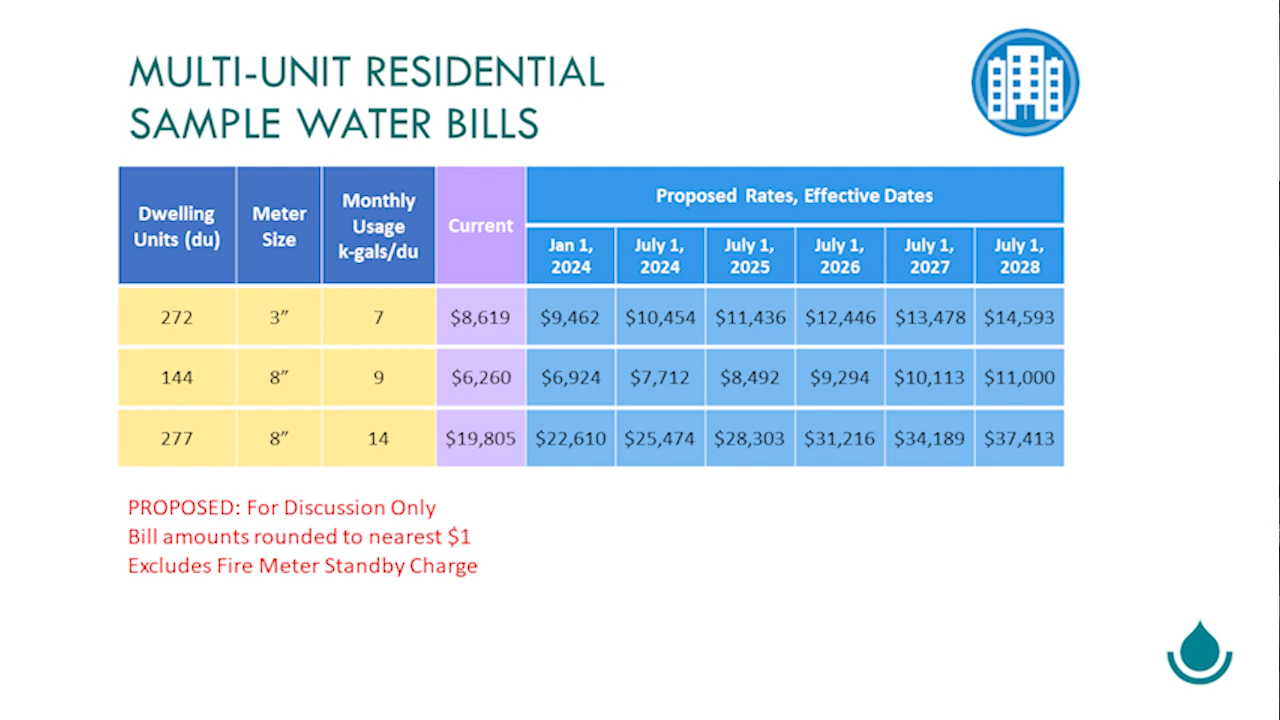 MULTI-UNIT RESIDENTIAL
SAMPLE WATER BILLS
Dwelling Units (du) Meter Size Monthly Usage k-gals/du Current Proposed Rates, Effective Dates
Jan 1, 2024 July 1, 2024 July 1, 2025 July 1, 2026 July 1, 2027 July 1, 2028
272 3” 7 $8,619 $9,462 $10,454 $11,436 $12,446 $13,478 $14,593
144 8” 9 $6,260 $6,924 $7,712 $8,492 $9,294 $10,113 $11,000
277 8” 14 $19,805 $22,610 $25,474 $28,303 $31,216 $34,189 $37,413
PROPOSED: For Discussion Only
Bill amounts rounded to nearest $1
Excludes Fire Meter Standby Charge